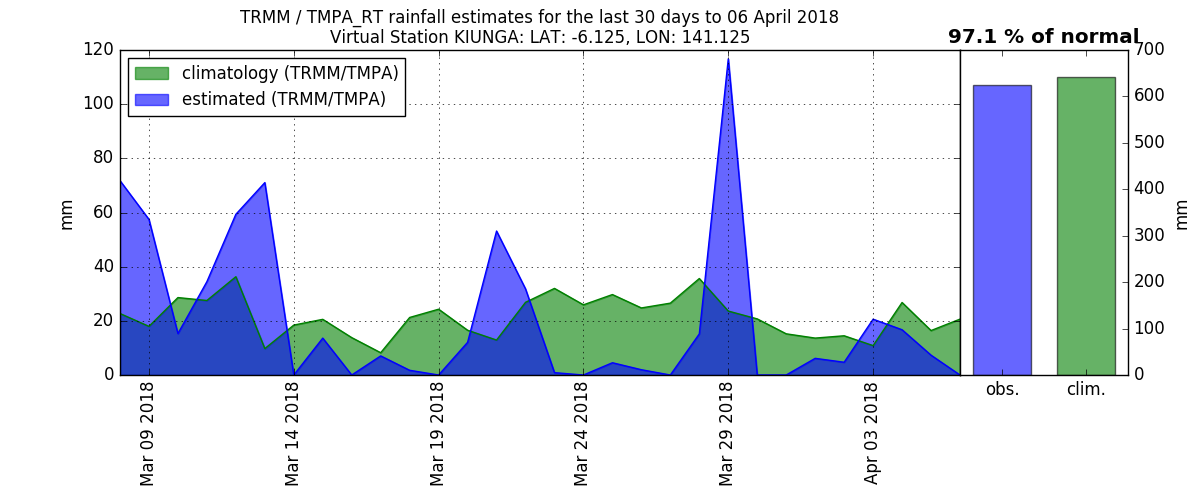 TRMM / TMPA_RT rainfall estimates for the last 30 days to 06 April 2018
Virtual Station KIUNGA: LAT: -6.125, LON: 141.125
97.1 % of normal
climatology (TRMM/TMPA)
estimated (TRMM/TMPA)
120
100
80
60
40
20
0
mm
Mar 09 2018
Mar 14 2018
Mar 19 2018
Mar 24 2018
Mar 29 2018
Apr 03 2018
obs.
clim.
700
600
500
400
300
200
100
0
mm